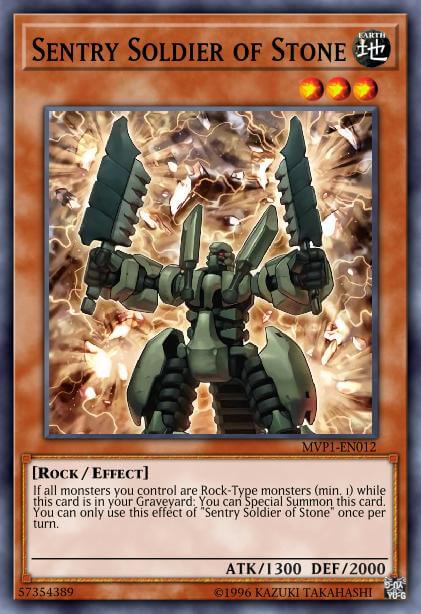 SENTRY SOLDIER OF STONE
EARTH
地
MVP1-EN012
[ROCK / EFFECT]
If all monsters you control are Rock-Type monsters (min. 1) while
this card is in your Graveyard: You can Special Summon this card.
You can only use this effect of "Sentry Soldier of Stone" once per
turn.
ATK/1300 DEF/2000
57354389
©1996 KAZUKI TAKAHASHI